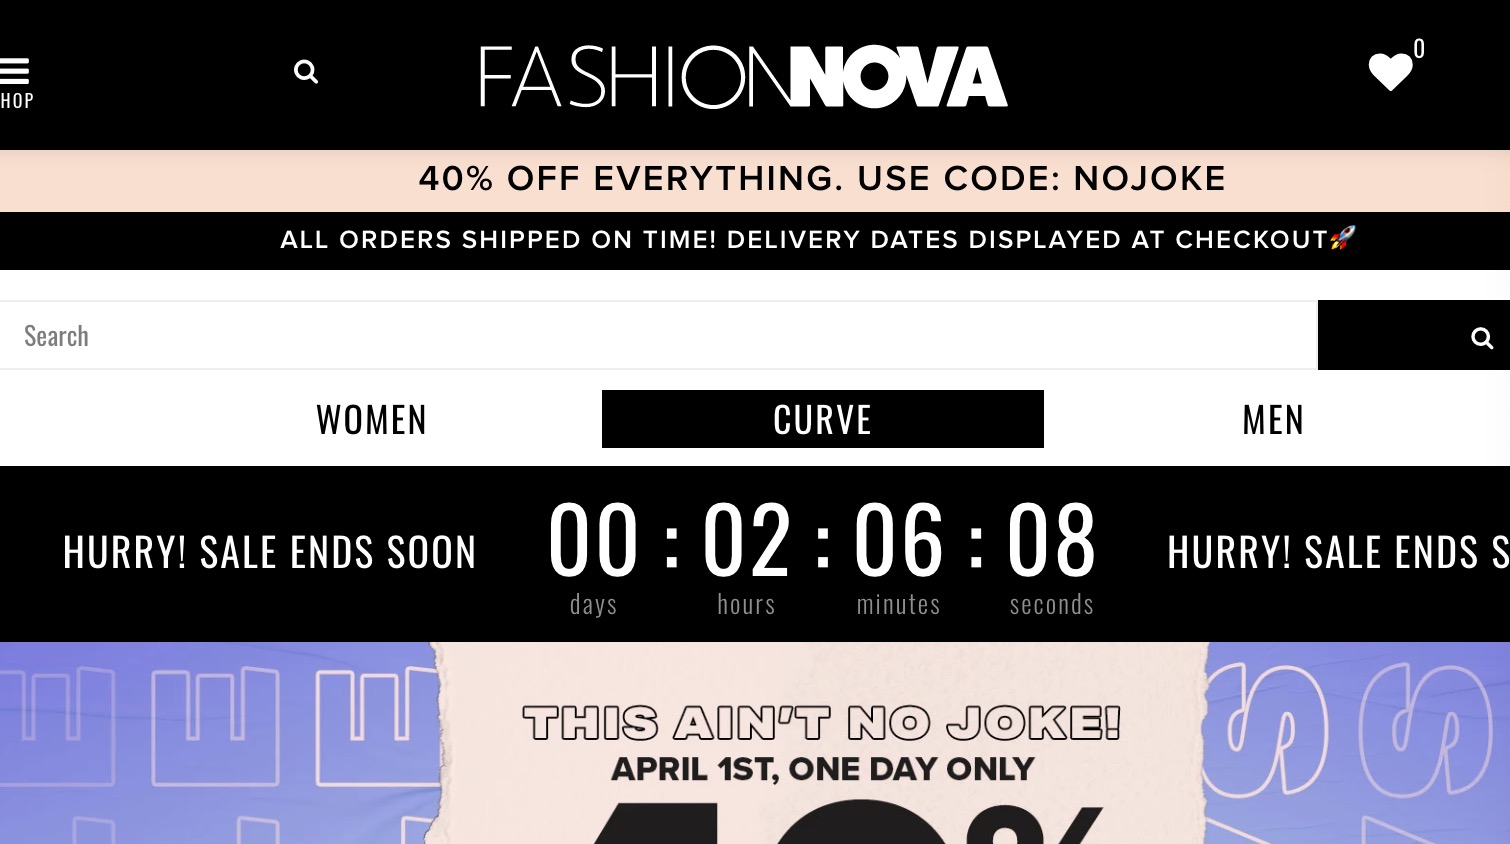 HOP
FASHIONNOVA
0
40% OFF EVERYTHING. USE CODE: NOJOKE
ALL ORDERS SHIPPED ON TIME! DELIVERY DATES DISPLAYED AT CHECKOUT🚀
Search
WOMEN
CURVE
MEN
HURRY! SALE ENDS SOON
00 : 02 : 06 : 08
days hours minutes seconds
HURRY! SALE ENDS S
THIS AIN'T NO JOKE!
APRIL 1ST, ONE DAY ONLY
40%